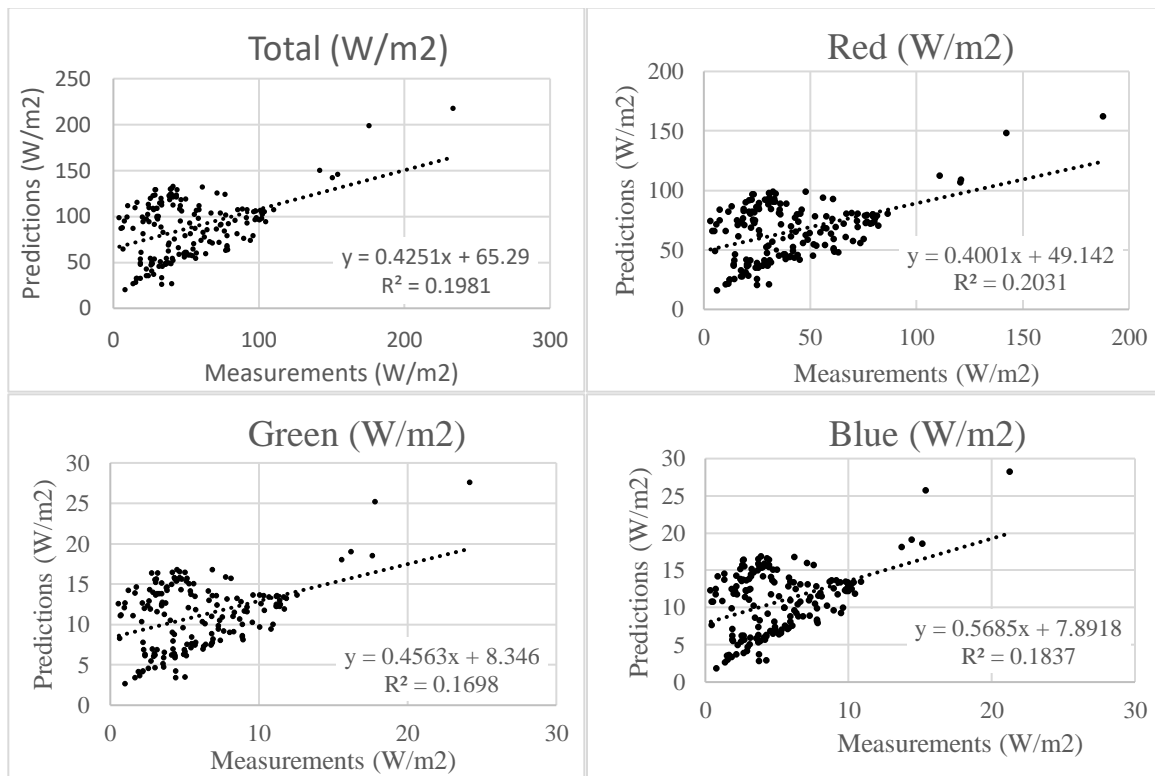 Total (W/m2)
Predictions (W/m2)
250
200
150
100
50
0
y = 0.4251x + 65.29
R² = 0.1981
0 100 200 300
Measurements (W/m2)
Red (W/m2)
Predictions (W/m2)
200
150
100
50
0
y = 0.4001x + 49.142
R² = 0.2031
0 50 100 150 200
Measurements (W/m2)
Green (W/m2)
Predictions (W/m2)
30
25
20
15
10
5
0
y = 0.4563x + 8.346
R² = 0.1698
0 10 20 30
Measurements (W/m2)
Blue (W/m2)
Predictions (W/m2)
30
25
20
15
10
5
0
y = 0.5685x + 7.8918
R² = 0.1837
0 10 20 30
Measurements (W/m2)